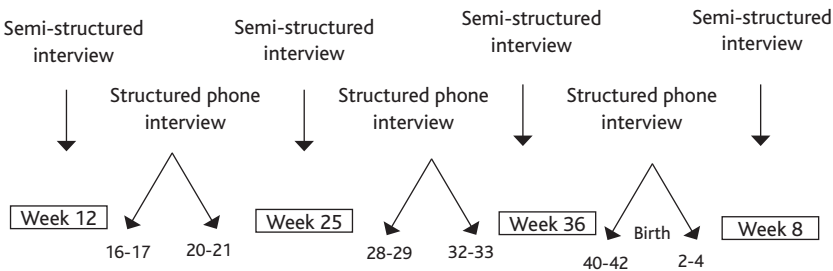 Semi-structured
interview
Semi-structured
interview
Semi-structured
interview
Semi-structured
interview
Structured phone
interview
Structured phone
interview
Structured phone
interview
Week 12
16-17
20-21
Week 25
28-29
32-33
Week 36
40-42
Birth
2-4
Week 8